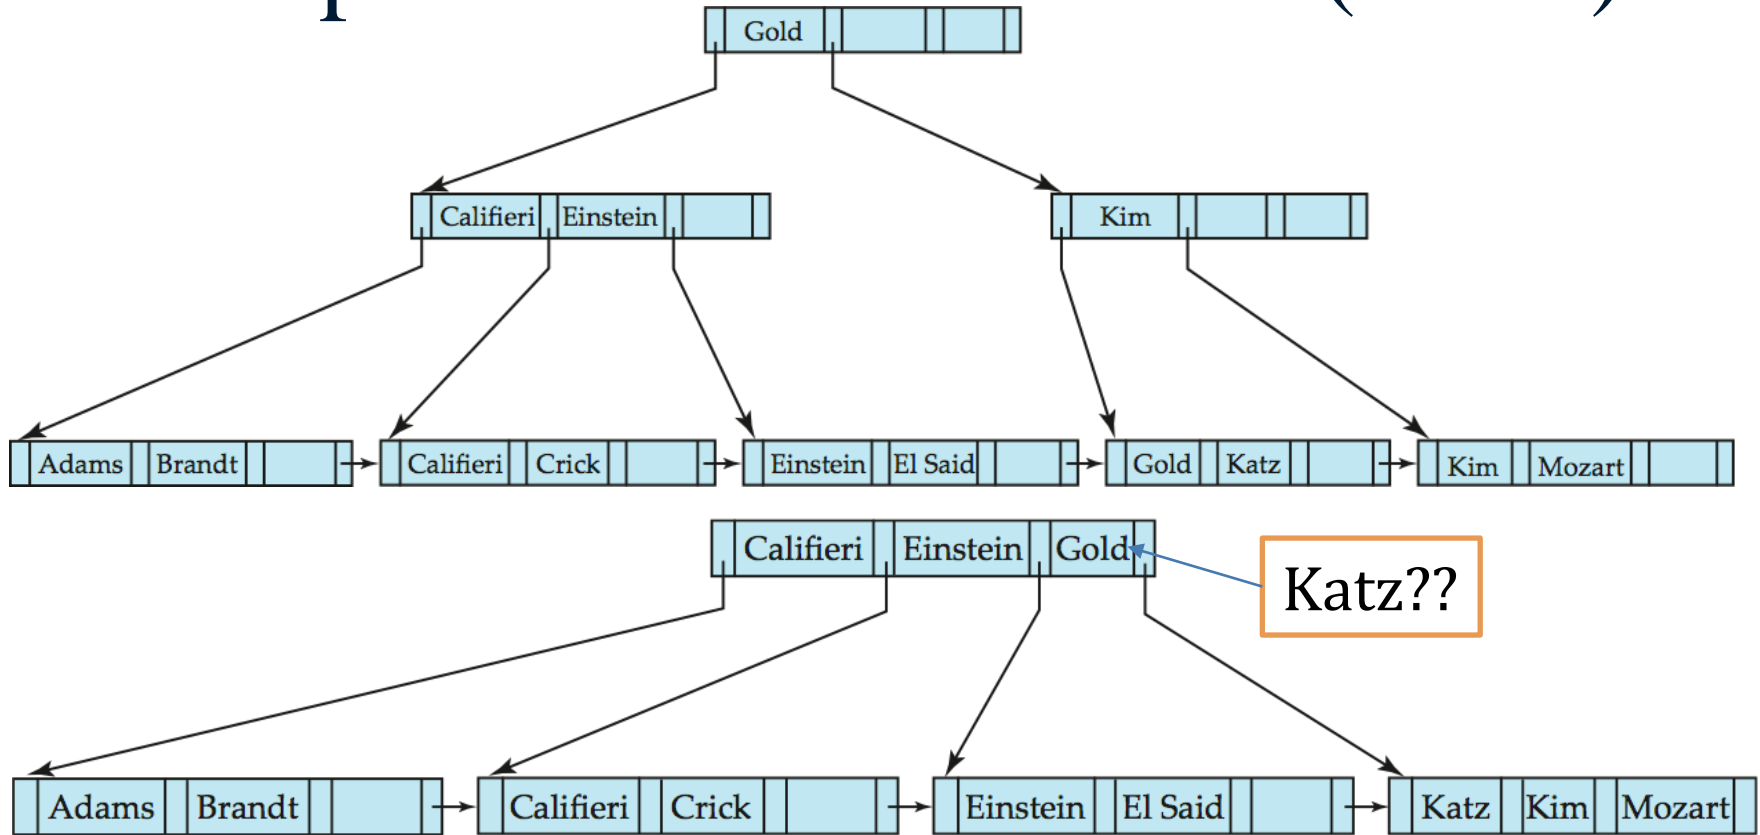 Gold
Califieri Einstein
Kim
Adams Brandt
Califieri Crick
Einstein El Said
Gold Katz
Kim Mozart
Califieri Einstein Gold
Katz??
Adams Brandt
Califieri Crick
Einstein El Said
Katz Kim Mozart